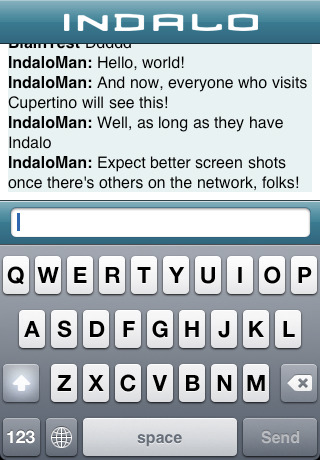 INDALO
IndaloMan: Hello, world!
IndaloMan: And now, everyone who visits
Cupertino will see this!
IndaloMan: Well, as long as they have
Indalo
IndaloMan: Expect better screen shots
once there's others on the network, folks!
Q W E R T Y U I O P
A S D F G H J K L
Z X C V B N M
123 space Send